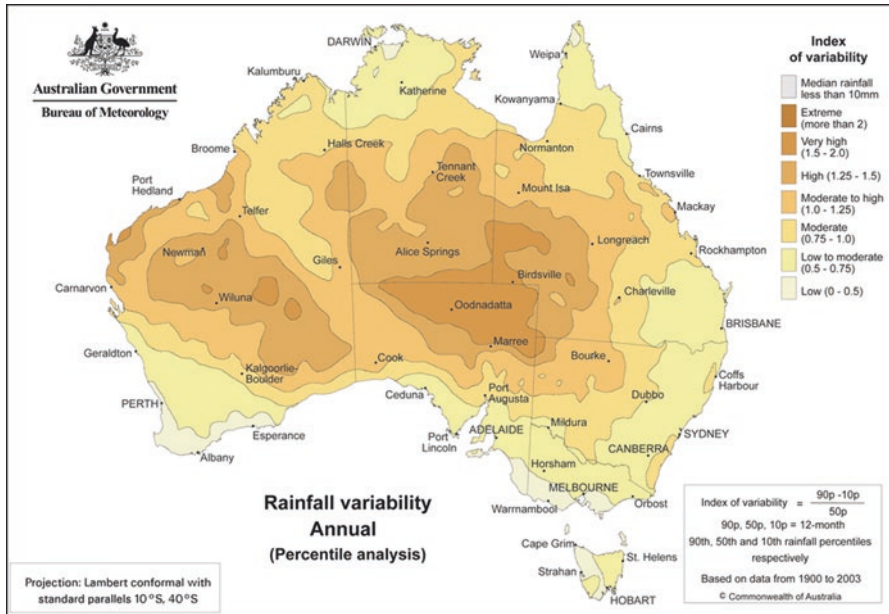 Australian Government
Bureau of Meteorology
DARWIN
Weipa
Kalumburu
Katherine
Kowanyama
Cairns
Broome
Halls Creek
Normanton
Tennant
Creek
Townsville
Port
Hedland
Mount Isa
Telfer
Mackay
Newman
Alice Springs
Longreach
Rockhampton
Giles
Birdsville
Carnarvon
Wiluna
Oodnadatta
Charleville
BRISBANE
Geraldton
Marree
Bourke
Cook
Coffs
Harbour
Kalgoorlie-
Boulder
Ceduna
Port
Augusta
Dubbo
PERTH
Mildura
SYDNEY
Esperance
Port
Lincoln
ADELAIDE
CANBERRA
Albany
Horsham
MELBOURNE
Orbost
Warrnambool
Cape Grim
St. Helens
Strahan
HOBART
Index
of variability
Median rainfall
less than 10mm
Extreme
(more than 2)
Very high
(1.5 - 2.0)
High (1.25 - 1.5)
Moderate to high
(1.0 - 1.25)
Moderate
(0.75 - 1.0)
Low to moderate
(0.5 - 0.75)
Low (0 - 0.5)
Rainfall variability
Annual
(Percentile analysis)
Projection: Lambert conformal with
standard parallels 10°S, 40°S
Index of variability = 90p -10p
50p
90p, 50p, 10p = 12-month
90th, 50th and 10th rainfall percentiles
respectively
Based on data from 1900 to 2003
© Commonwealth of Australia